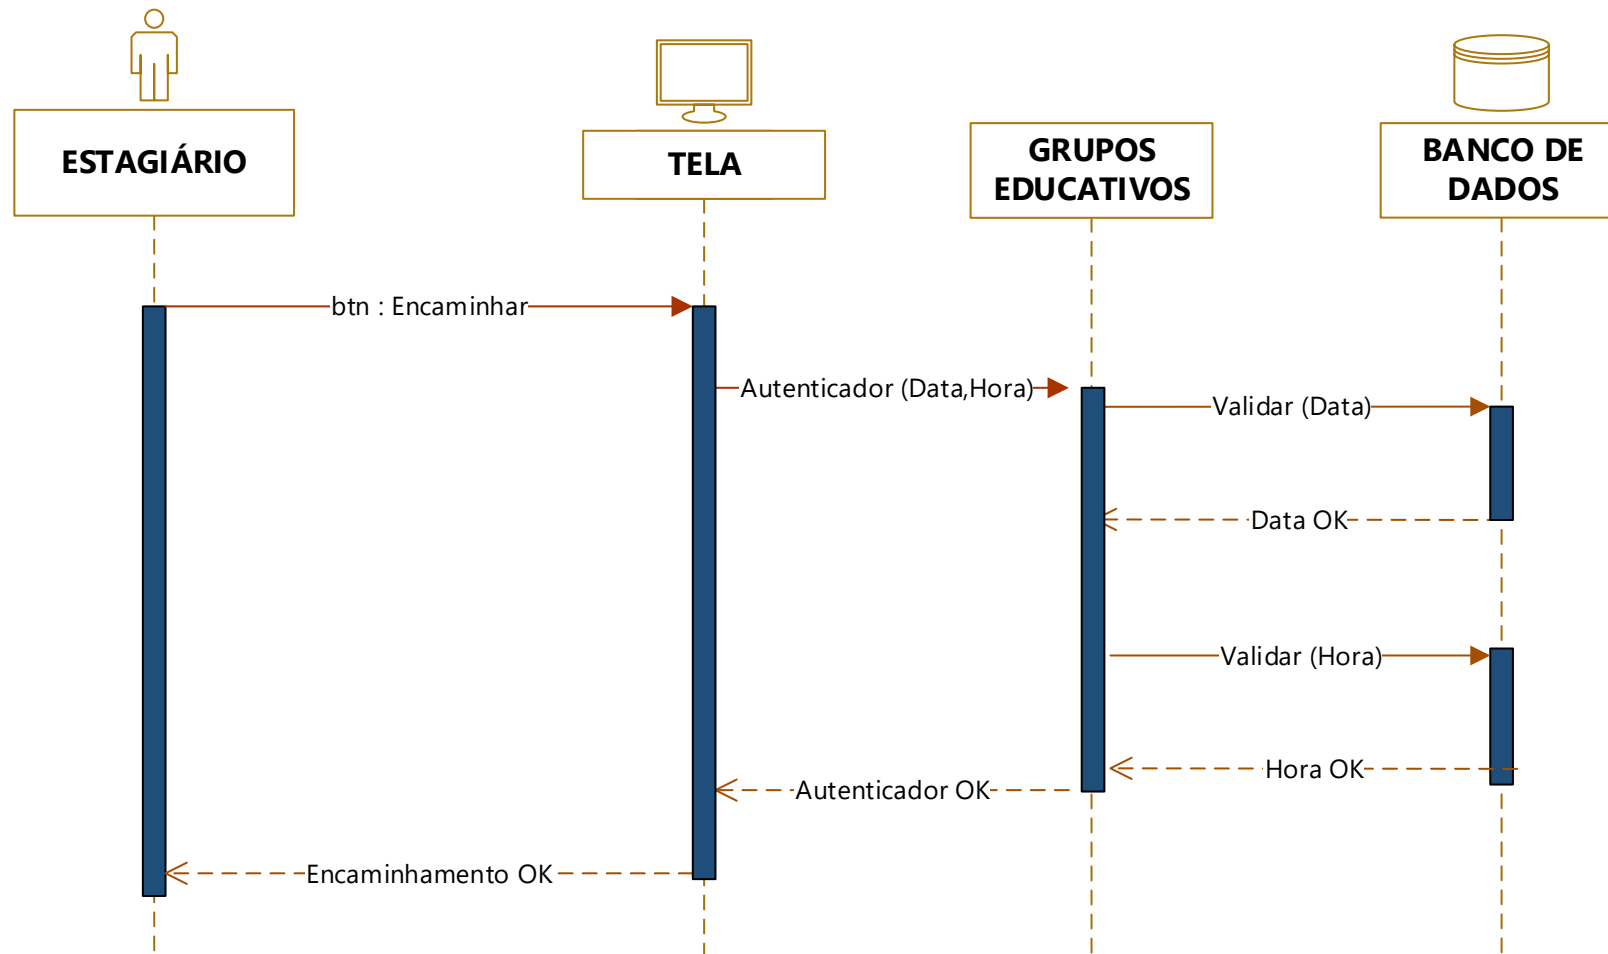 ESTAGIÁRIO
TELA
GRUPOS
EDUCATIVOS
BANCO DE
DADOS
btn : Encaminhar
Autenticador (Data,Hora)
Validar (Data)
Data OK
Validar (Hora)
Hora OK
Autenticador OK
Encaminhamento OK